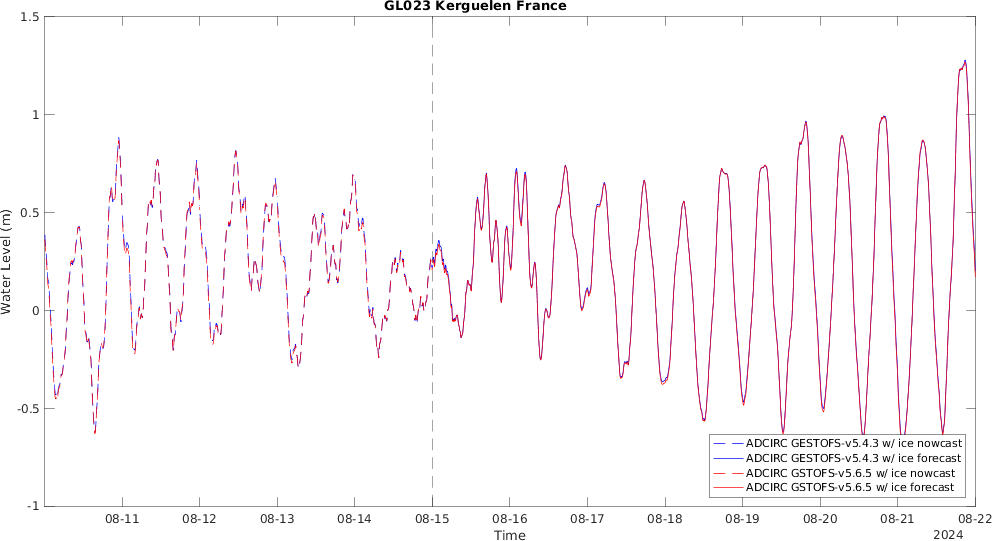 GL023 Kerguelen France
1.5
1
0.5
0
-0.5
-1
Water Level (m)
ADCIRC GESTOFS-v5.4.3 w/ ice nowcast
ADCIRC GESTOFS-v5.4.3 w/ ice forecast
ADCIRC GSTOFS-v5.6.5 w/ ice nowcast
ADCIRC GSTOFS-v5.6.5 w/ ice forecast
08-11 08-12 08-13 08-14 08-15 08-16 08-17 08-18 08-19 08-20 08-21 08-22
Time
2024